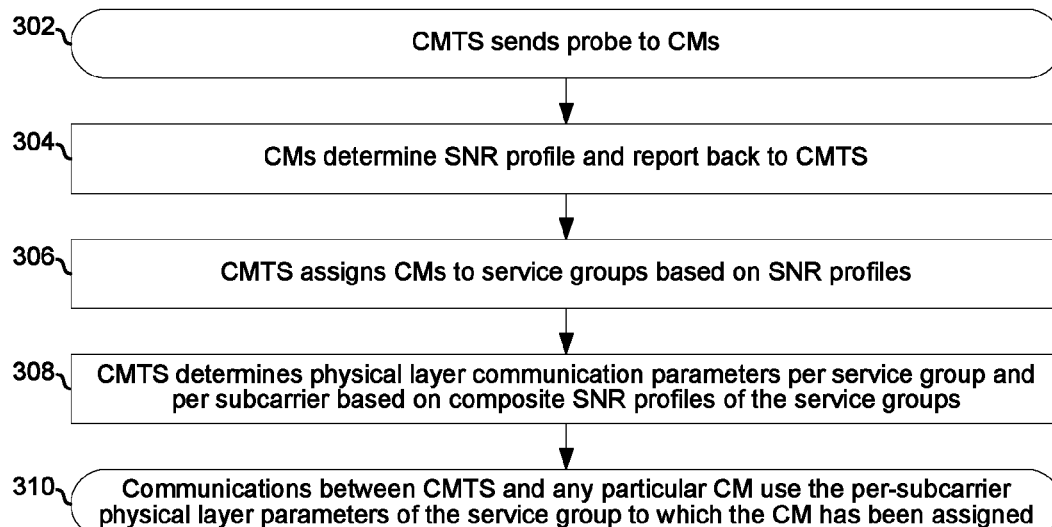 302
CMTS sends probe to CMs
304
CMs determine SNR profile and report back to CMTS
306
CMTS assigns CMs to service groups based on SNR profiles
308
CMTS determines physical layer communication parameters per service group and
per subcarrier based on composite SNR profiles of the service groups
310
Communications between CMTS and any particular CM use the per-subcarrier
physical layer parameters of the service group to which the CM has been assigned